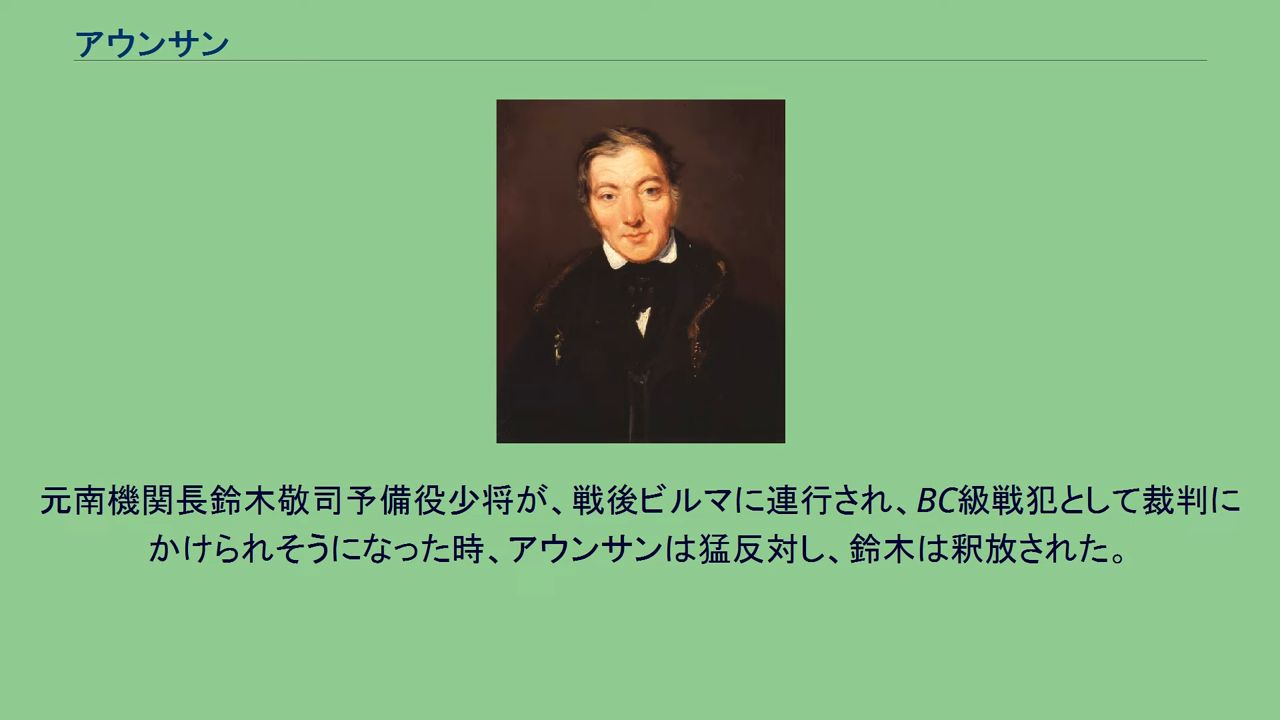 アウンサン
元南機関長鈴木敬司予備役少将が、戦後ビルマに連行され、BC級戦犯として裁判に
かけられそうになった時、アウンサンは猛反対し、鈴木は釈放された。